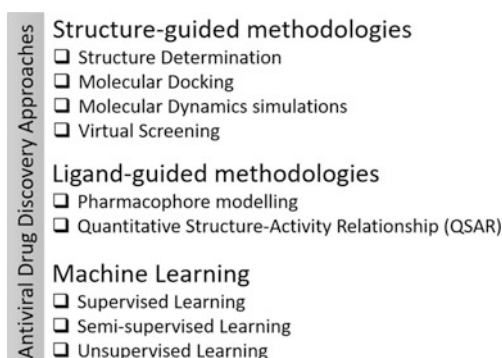 Antiviral Drug Discovery Approaches
Structure-guided methodologies
❑ Structure Determination
❑ Molecular Docking
❑ Molecular Dynamics simulations
❑ Virtual Screening
Ligand-guided methodologies
❑ Pharmacophore modelling
❑ Quantitative Structure-Activity Relationship (QSAR)
Machine Learning
❑ Supervised Learning
❑ Semi-supervised Learning
❑ Unsupervised Learning